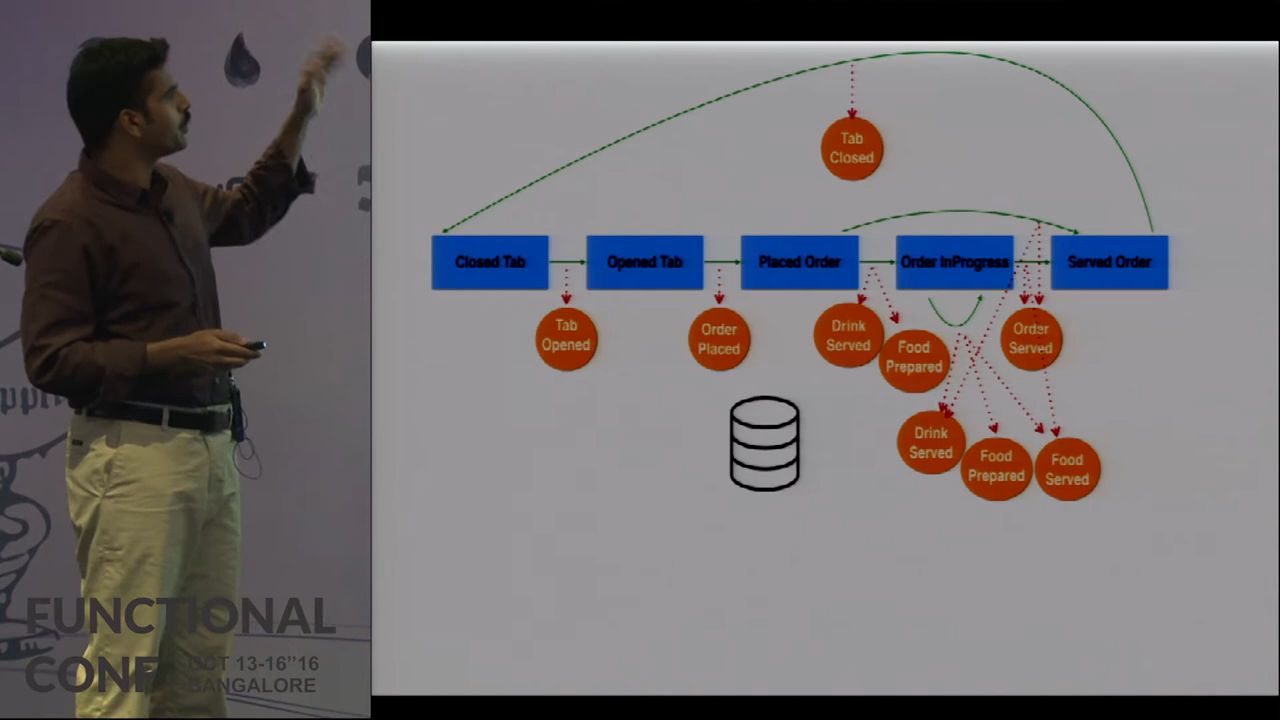 Tab
Closed
Closed Tab
Opened Tab
Placed Order
Order InProgress
Served Order
Tab
Opened
Order
Placed
Drink
Served
Food
Prepared
Order
Served
Drink
Served
Food
Prepared
Food
Served
FUNCTIONAL
CONF
OCT 13-16"16
BANGALORE